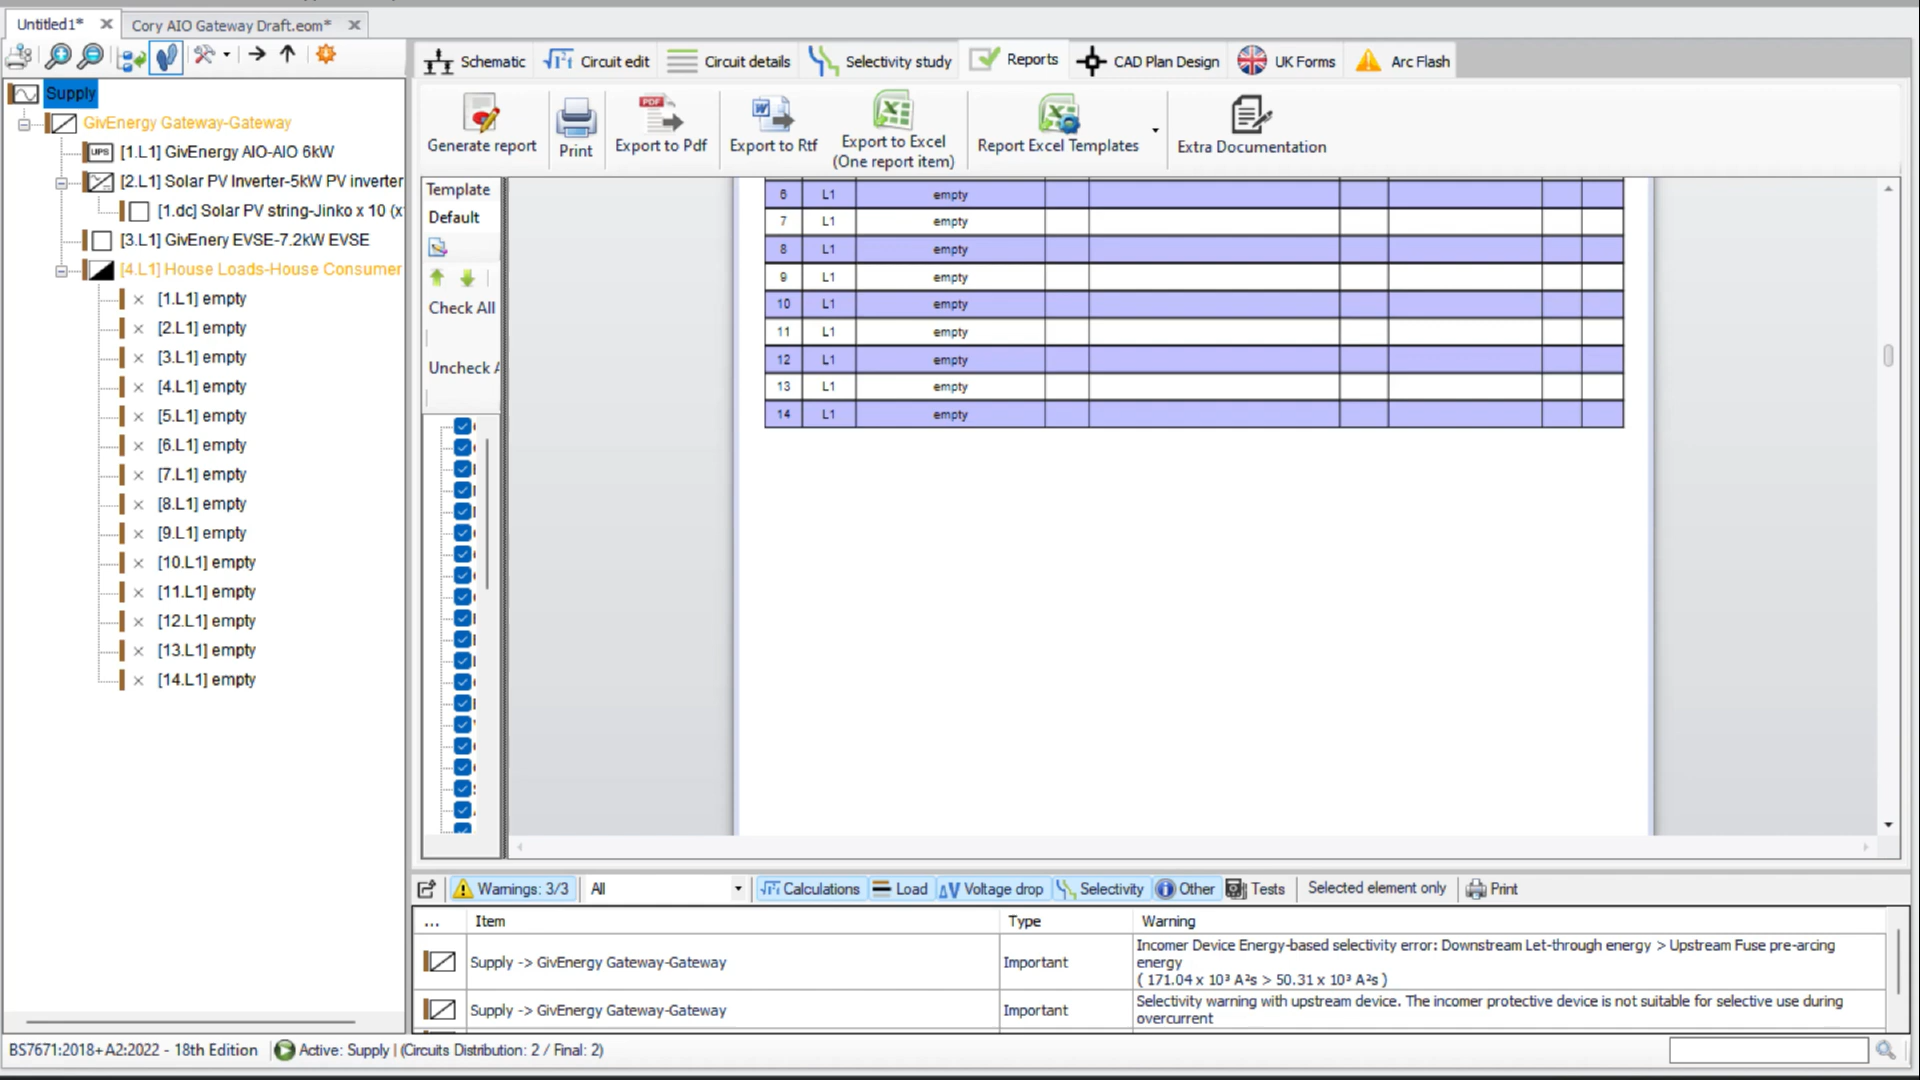 Untitled1*
Cory AIO Gateway Draft.eom*
Supply
GivEnergy Gateway-Gateway
UPS
[1.L1] GivEnergy AIO-AIO 6kW
[2.L1] Solar PV Inverter-5kW PV inverter
[1.dc] Solar PV string-Jinko x 10 (x
[3.L1] GivEnery EVSE-7.2kW EVSE
[4.L1] House Loads-House Consumer
[1.L1] empty
[2.L1] empty
[3.L1] empty
[4.L1] empty
[5.L1] empty
[6.L1] empty
[7.L1] empty
[8.L1] empty
[9.L1] empty
[10.L1] empty
[11.L1] empty
[12.L1] empty
[13.L1] empty
[14.L1] empty
Schematic
Circuit edit
Circuit details
Selectivity study
Reports
CAD Plan Design
UK Forms
Arc Flash
Generate report
Print
PDF
Export to Pdf
Export to Rtf
Export to Excel
(One report item)
Report Excel Templates
Extra Documentation
Template
Default
Check All
Uncheck A
6 L1 empty
7 L1 empty
8 L1 empty
9 L1 empty
10 L1 empty
11 L1 empty
12 L1 empty
13 L1 empty
14 L1 empty
Warnings: 3/3
All
Calculations
Load
Voltage drop
Selectivity
Other
Tests
Selected element only
Print
... Item Type Warning
Supply -> GivEnergy Gateway-Gateway
Important
Incomer Device Energy-based selectivity error: Downstream Let-through energy > Upstream Fuse pre-arcing
energy
( 171.04 x 10³ A²s > 50.31 x 10³ A²s )
Supply -> GivEnergy Gateway-Gateway
Important
Selectivity warning with upstream device. The incomer protective device is not suitable for selective use during
overcurrent
BS7671:2018+A2:2022 - 18th Edition
Active: Supply | (Circuits Distribution: 2 / Final: 2)